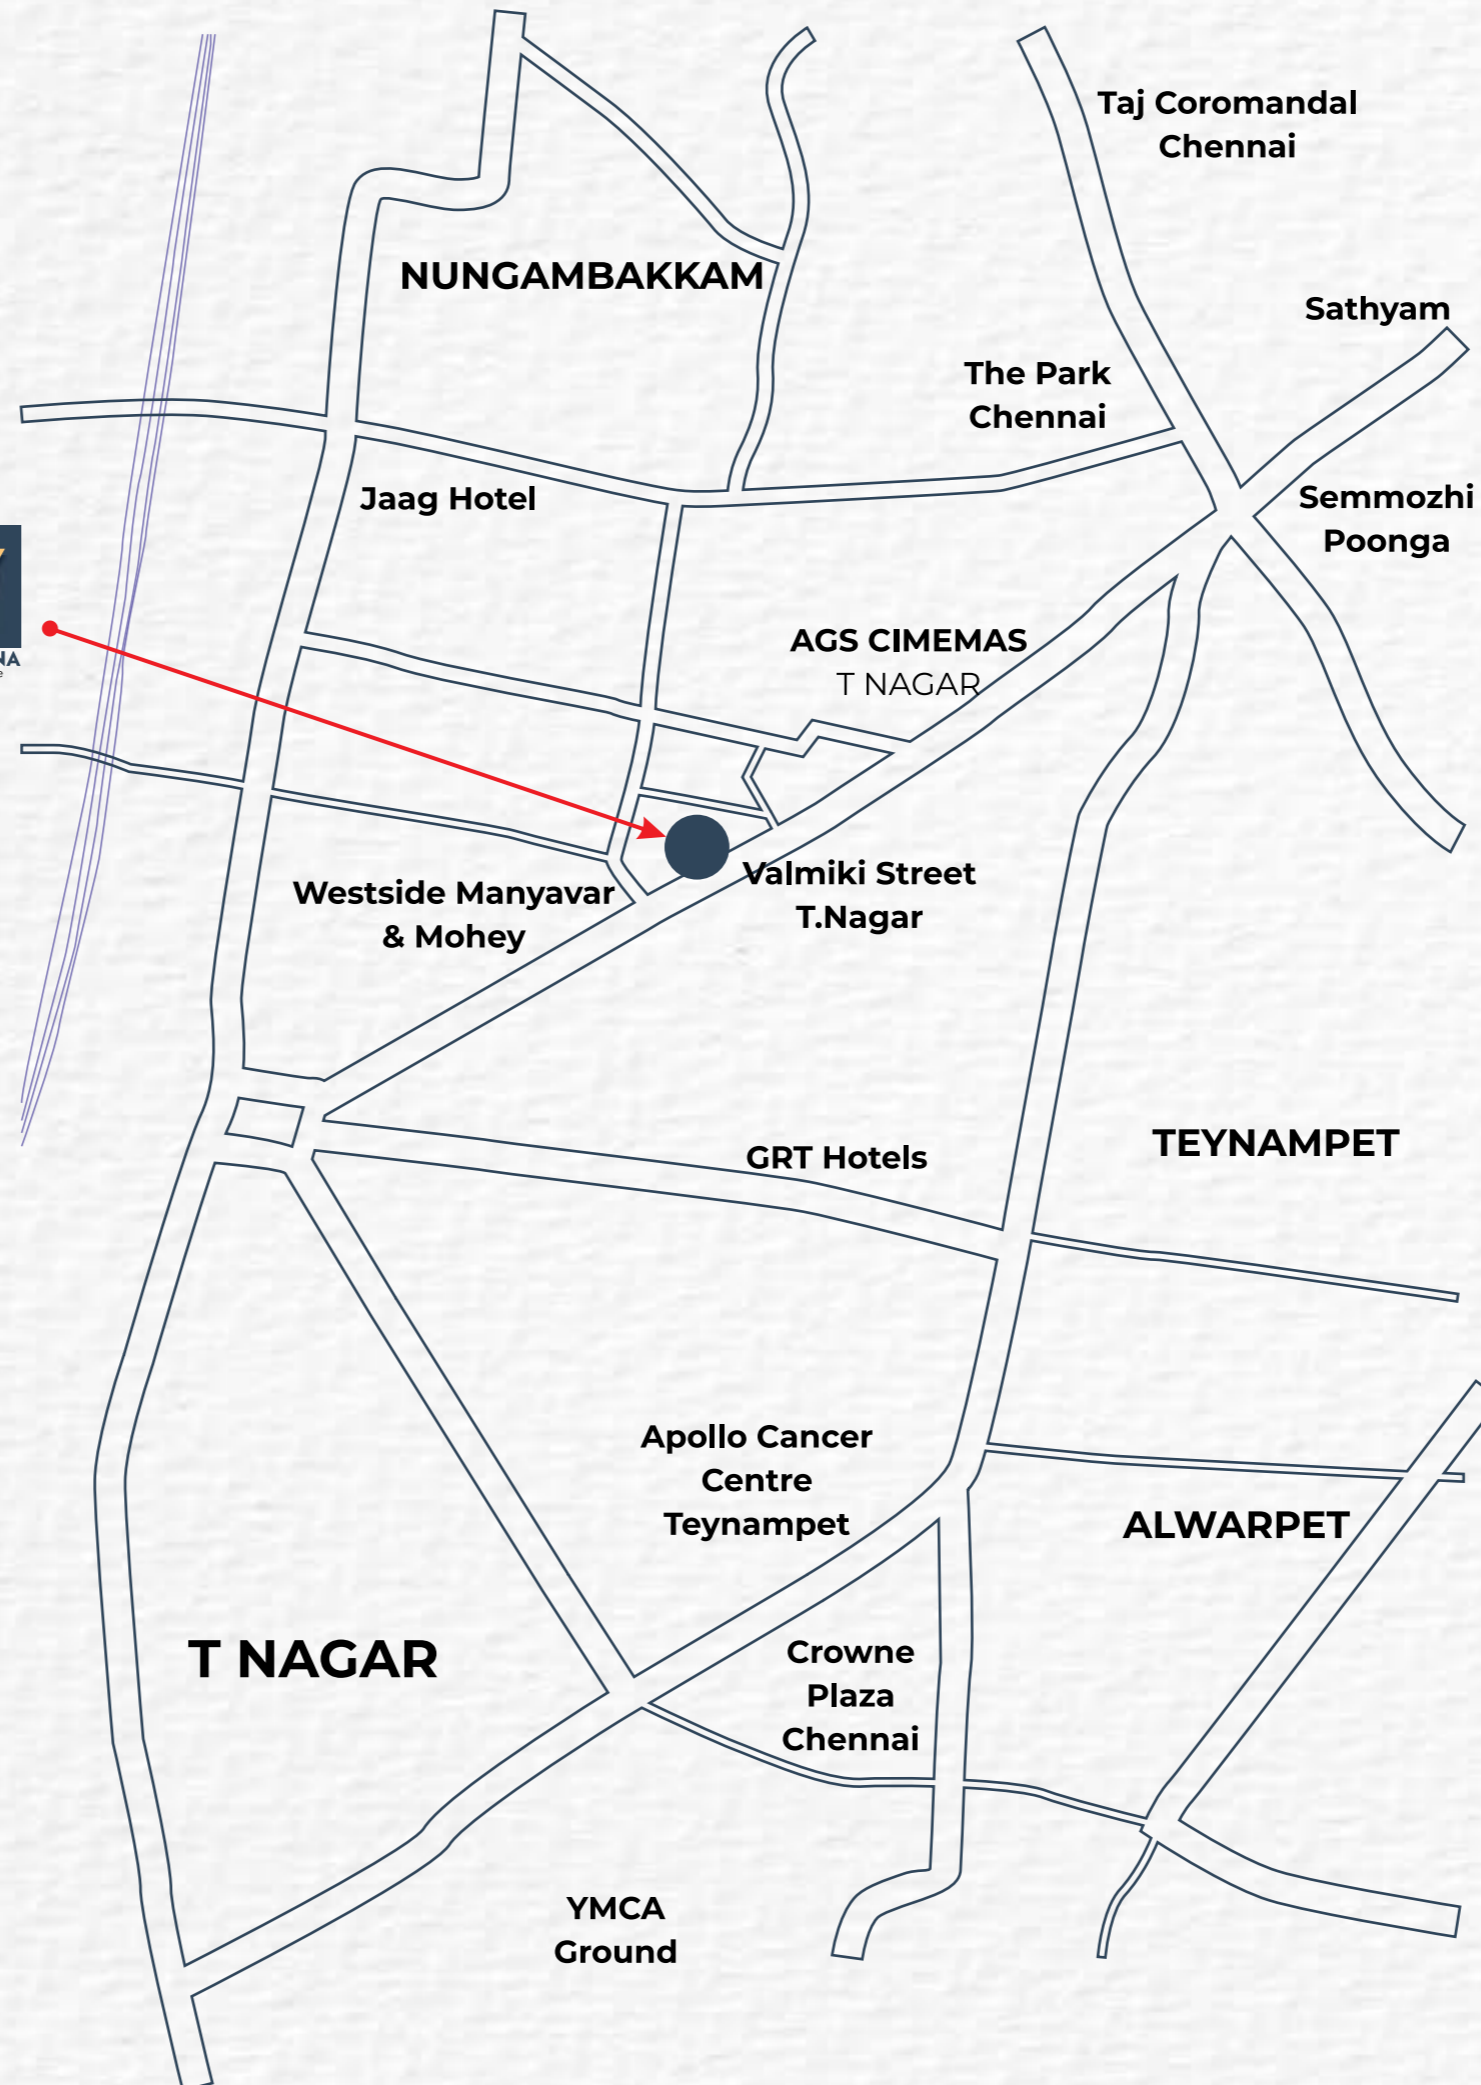 Taj Coromandal
Chennai
NUNGAMBAKKAM
Sathyam
The Park
Chennai
Jaag Hotel
Semmozhi
Poonga
AGS CIMEMAS
T NAGAR
Valmiki Street
T.Nagar
Westside Manyavar
& Mohey
GRT Hotels
TEYNAMPET
Apollo Cancer
Centre
Teynampet
ALWARPET
T NAGAR
Crowne
Plaza
Chennai
YMCA
Ground